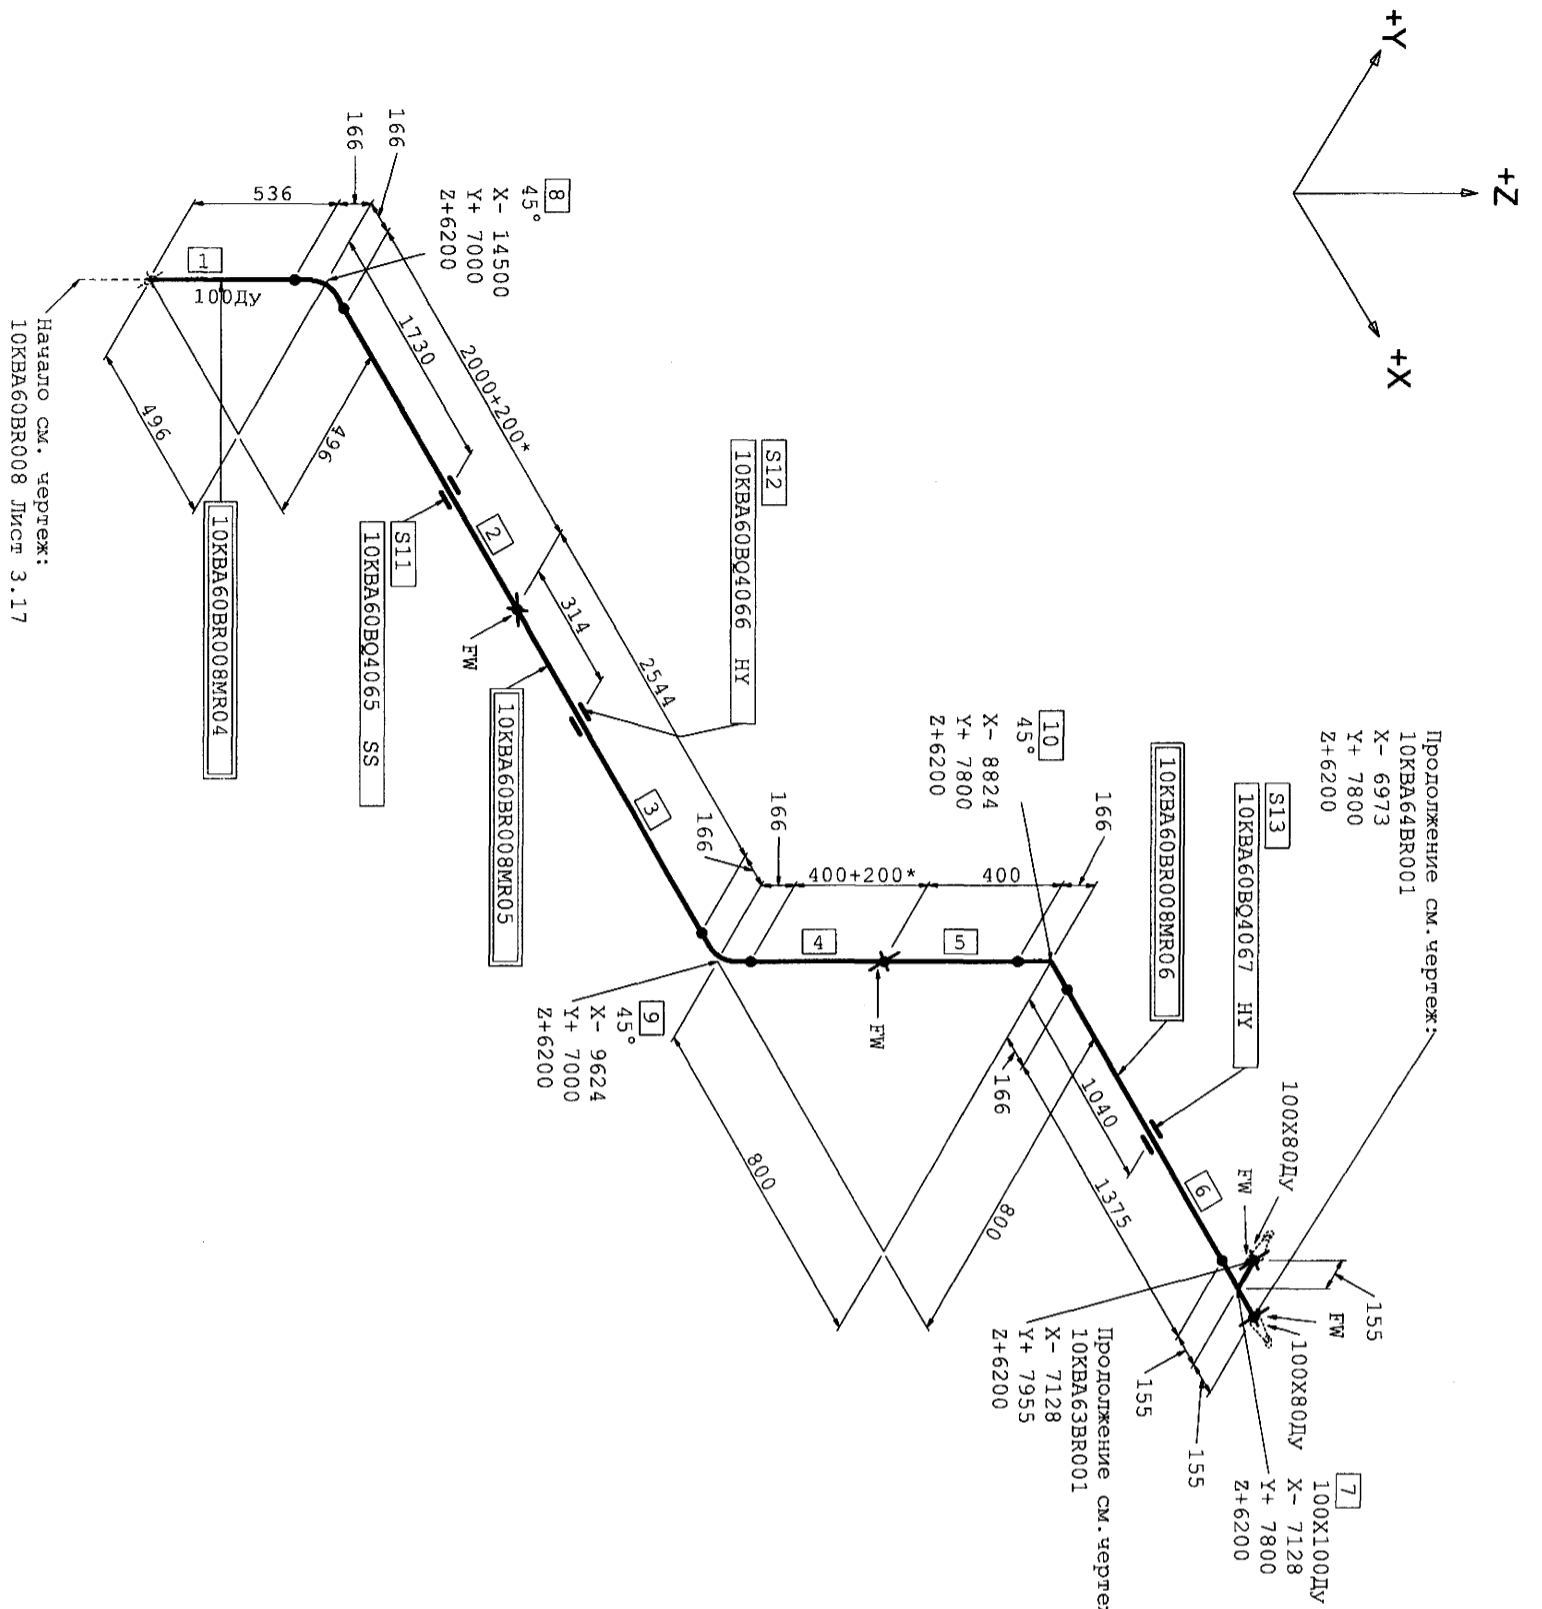 +Y
+Z
+X
166
166
536
8
45°
X- 14500
Y+ 7000
Z+6200
1
100ДУ
496
496
1730
2000+200*
Начало см. чертеж:
10KBA60BR008 Лист 3.17
10KBA60BR008MR04
S11
10KBA60BQ4065 SS
2
FW
314
S12
10KBA60BQ4066 HY
2544
10KBA60BR008MR05
3
166
166
400+200*
400
166
4
5
FW
9
45°
X- 9624
Y+ 7000
Z+6200
10
45°
X- 8824
Y+ 7800
Z+6200
10KBA60BR008MR06
S13
10KBA60BQ4067 HY
Продолжение см.чертеж:
10KBA64BR001
X- 6973
Y+ 7800
Z+6200
166
1040
800
800
1375
6
100X80ДУ
FW
FW
155
100X80ДУ
155
155
Продолжение см.чертеж
10KBA63BR001
X- 7128
Y+ 7955
Z+6200
7
100X100ДУ
X- 7128
Y+ 7800
Z+6200